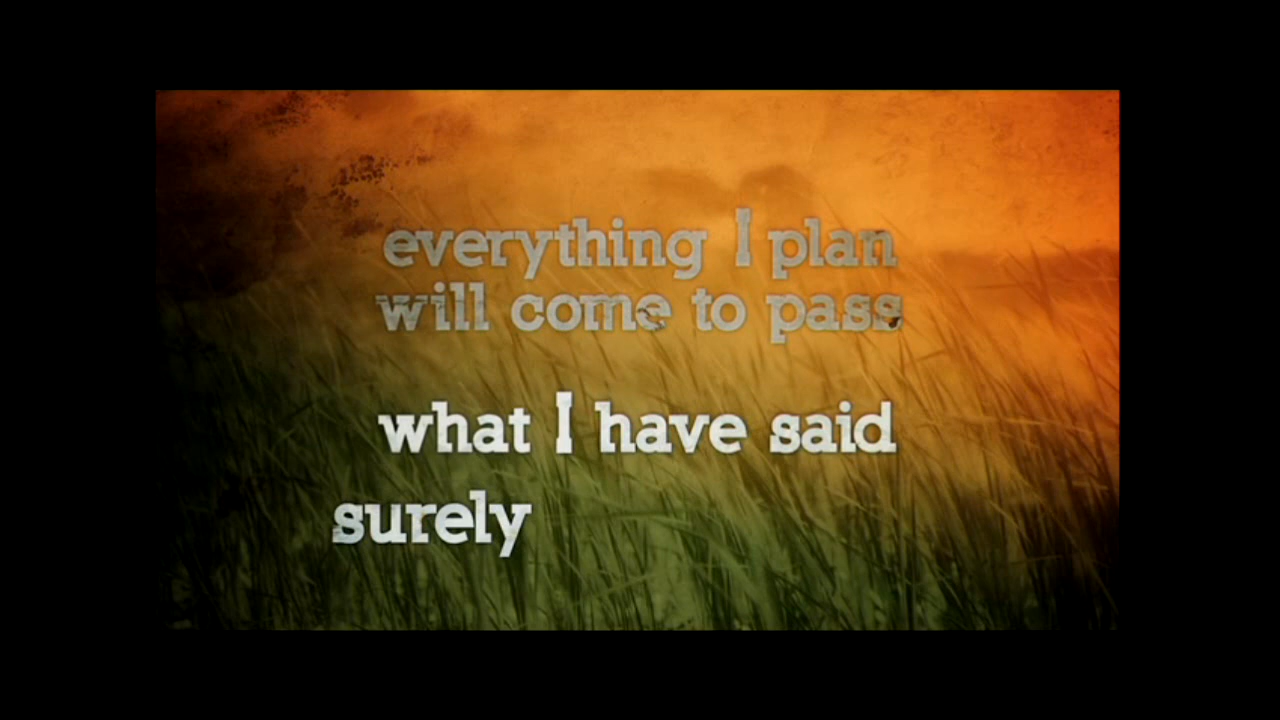 everything I plan
will come to pass
what I have said
surely